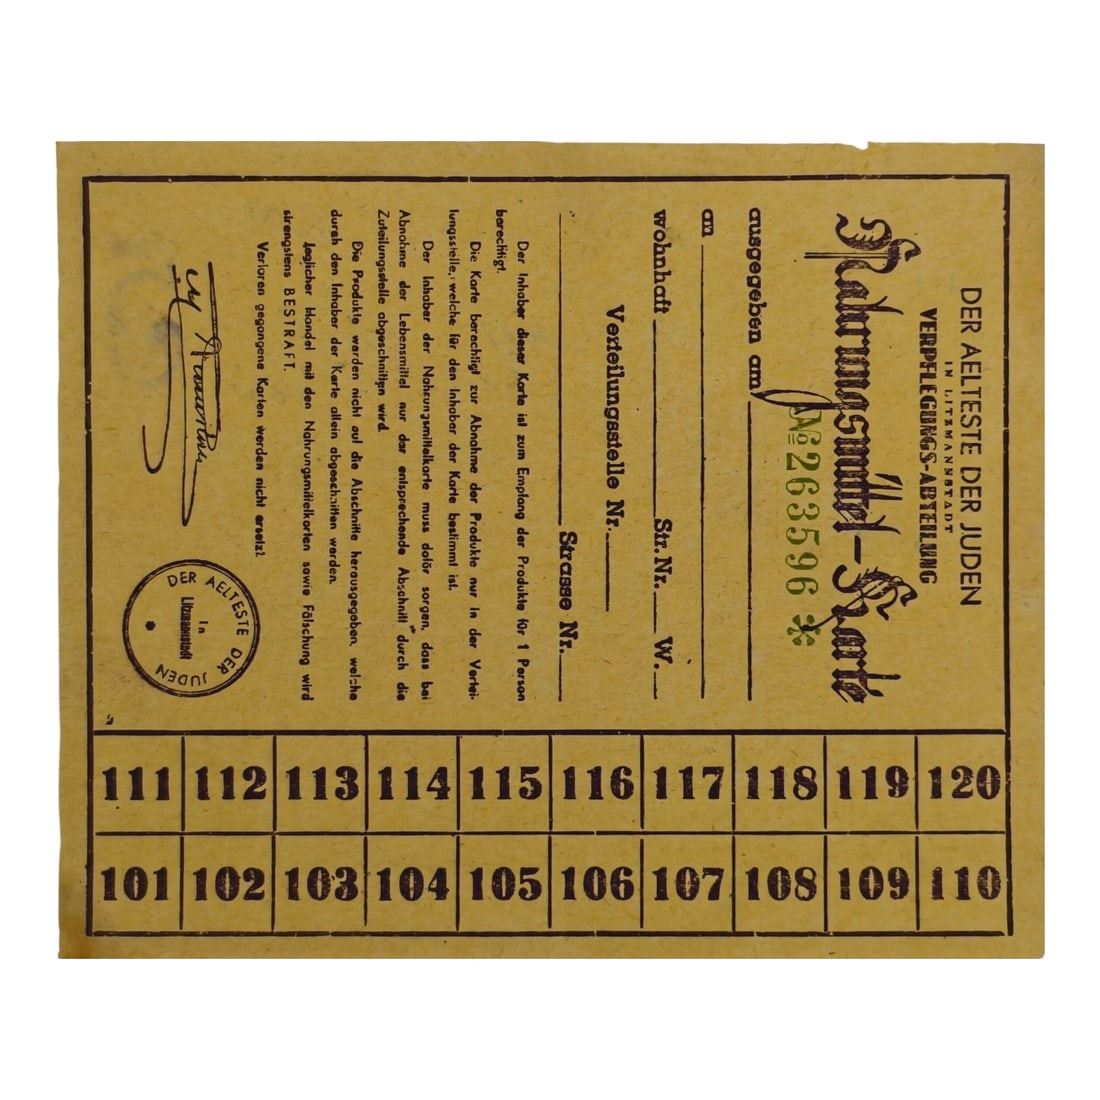 DER AELTESTE DER JUDEN
IN LITZMANNSTADT
VERPFLEGUNGS-ABTEILUNG
Nahrungsmittel-Karte
№ 263596 *
ausgegeben am
an
wohnhaft Str. Nr. W.
Verteilungsstelle Nr.
Strasse Nr.
Der Inhaber dieser Karte ist zum Empfang der Produkte für 1 Person
berechtigt.
Die Karte berechtigt zur Abnahme der Produkte nur in der Vertei-
lungsstelle, welche für den Inhaber der Karte bestimmt ist.
Der Inhaber der Nahrungsmittelkarte muss dafür sorgen, dass bei
Abnahme der Lebensmittel nur der entsprechende Abschnitt durch die
Zuteilungsstelle abgeschnitten wird.
Die Produkte werden nicht auf die Abschnitte herausgegeben, welche
durch den Inhaber der Karte allein abgeschnitten werden.
Jeglicher Handel mit den Nahrungsmittelkarten sowie Fälschung wird
strengstens BESTRAFT.
Verloren gegangene Karten werden nicht ersetzt.
DER AELTESTE DER JUDEN
In
Litzmannstadt
*
111 112 113 114 115 116 117 118 119 120
101 102 103 104 105 106 107 108 109 110